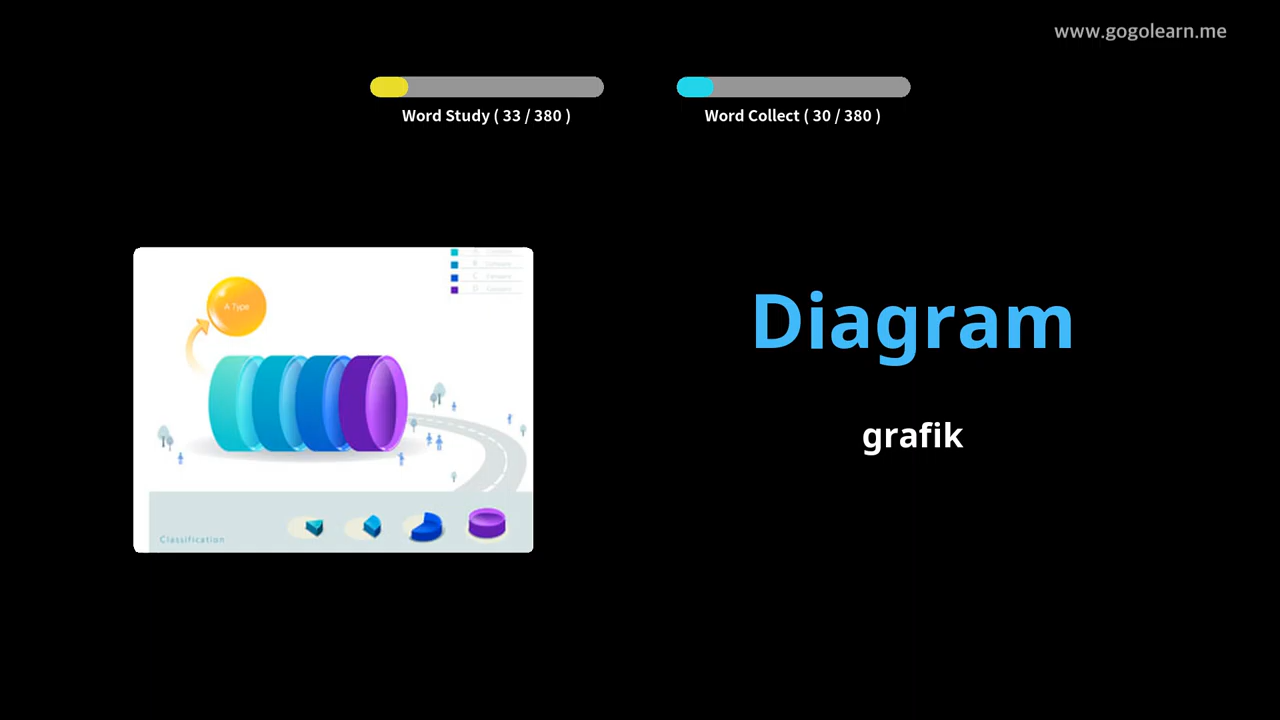 www.gogolearn.me
Word Study ( 33 / 380 )
Word Collect ( 30 / 380 )
A Type
B
C
D
Diagram
grafik
Classification